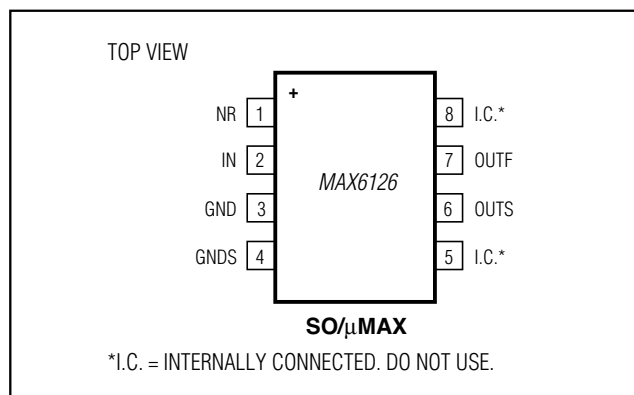 TOP VIEW
+
NR 1 8 I.C.*
IN 2 7 OUTF
MAX6126
GND 3 6 OUTS
GNDS 4 5 I.C.*
SO/μMAX
*I.C. = INTERNALLY CONNECTED. DO NOT USE.